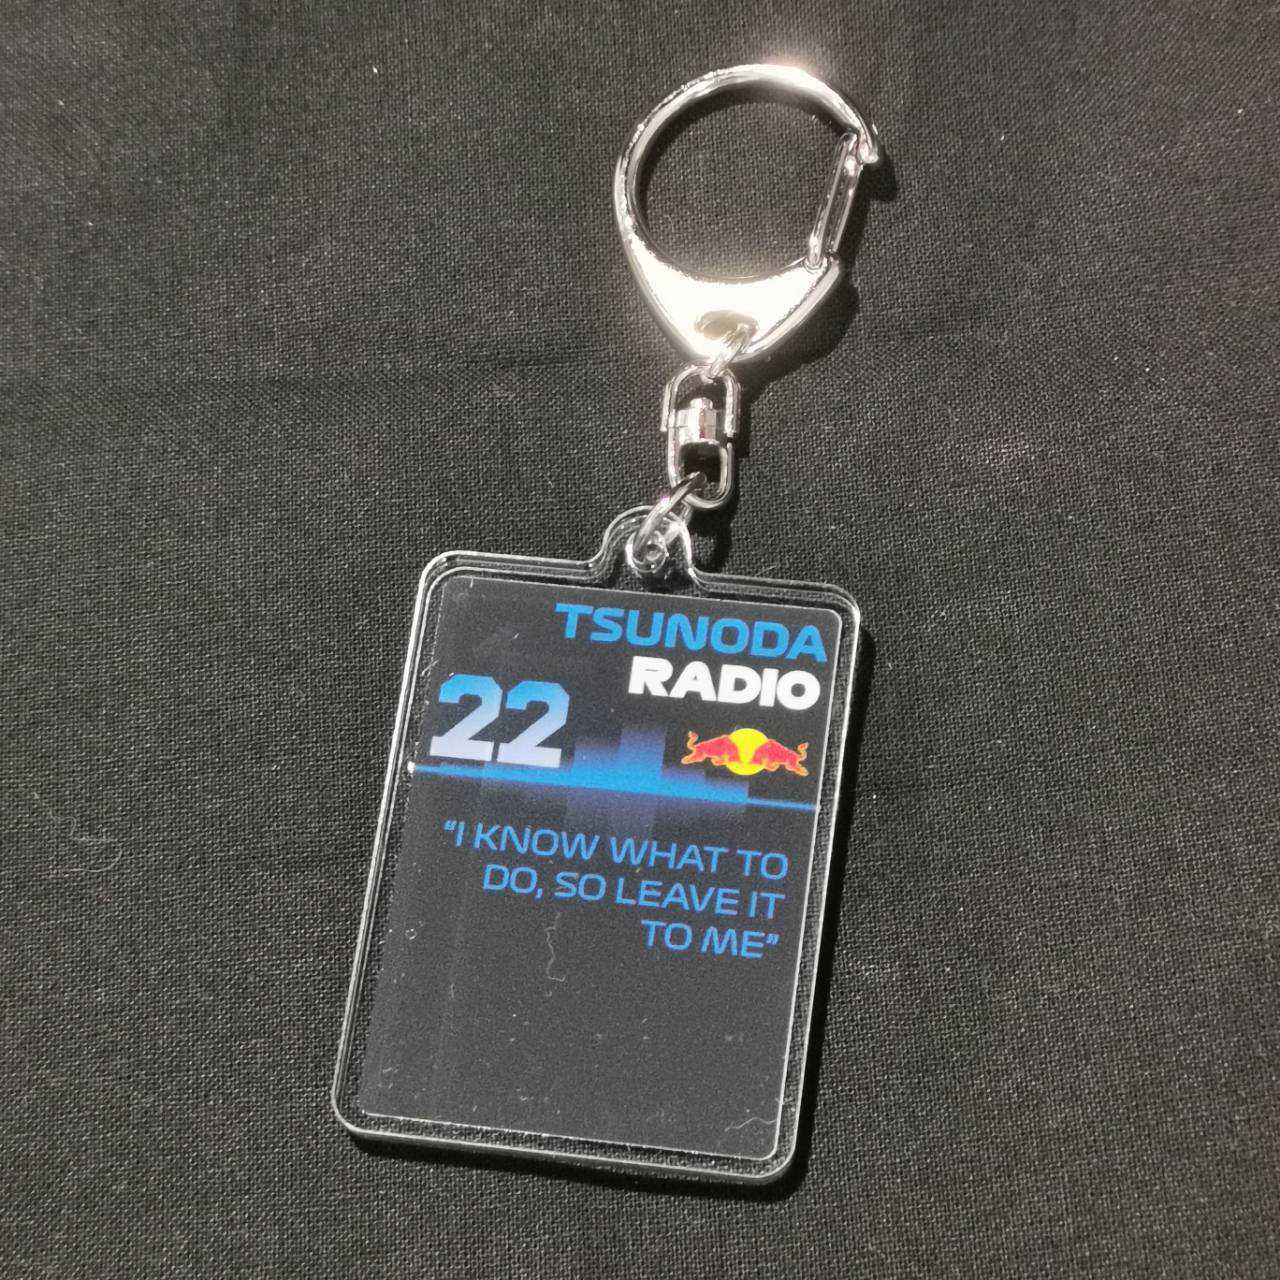 TSUNODA
RADIO
22
“I KNOW WHAT TO
DO, SO LEAVE IT
TO ME”